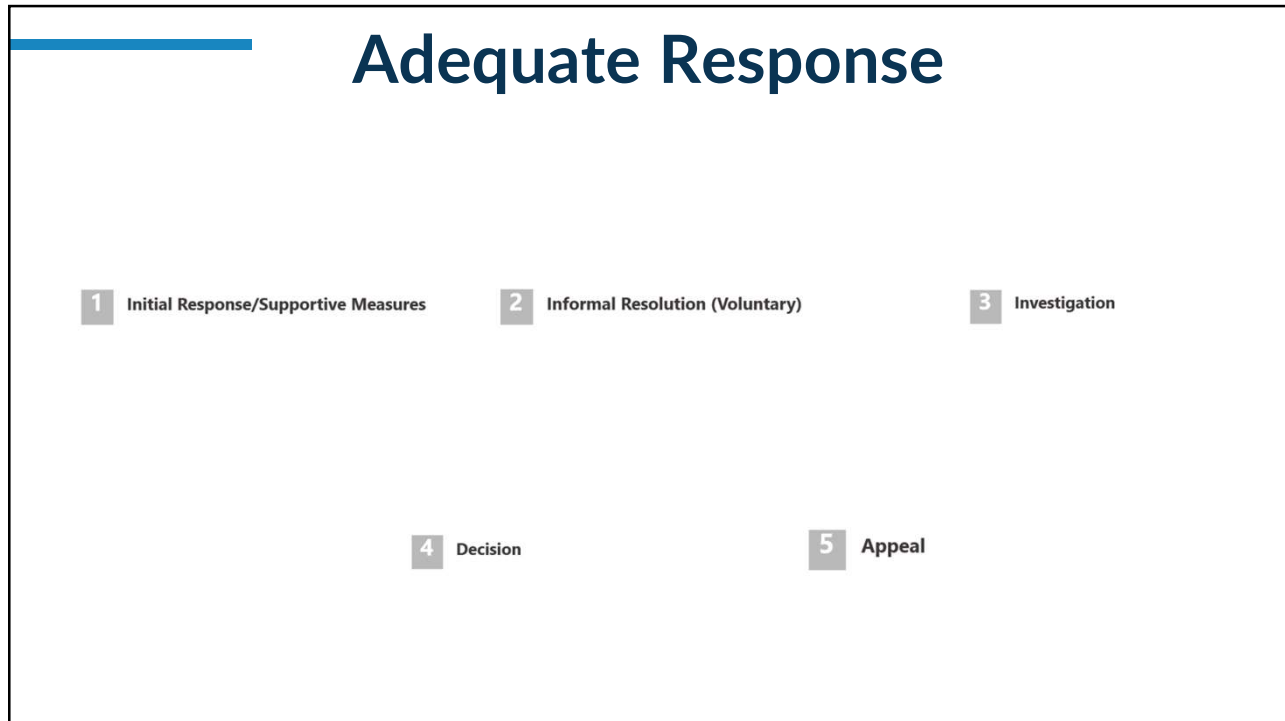 Adequate Response
1 Initial Response/Supportive Measures
2 Informal Resolution (Voluntary)
3 Investigation
4 Decision
5 Appeal